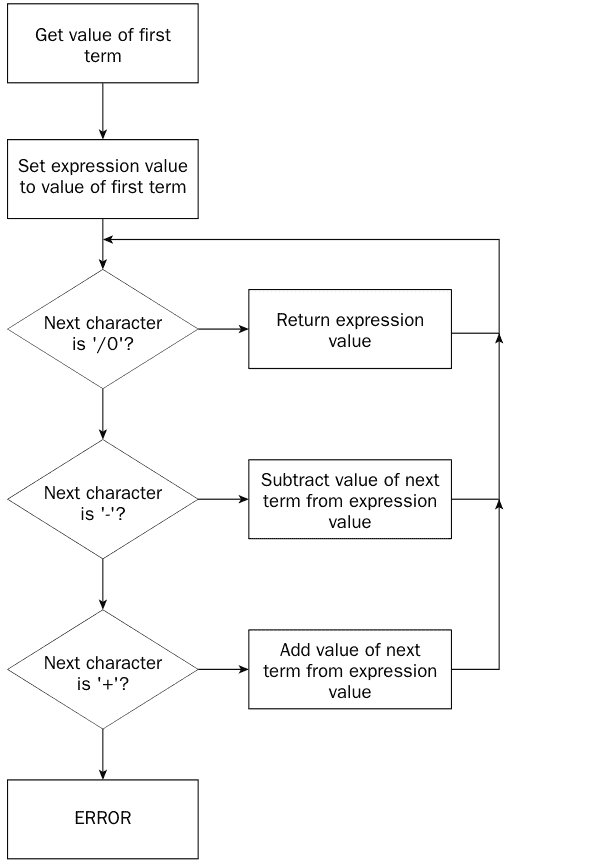 Get value of first
term
Set expression value
to value of first term
Next character
is '/0'?
Return expression
value
Next character
is '-'?
Subtract value of next
term from expression
value
Next character
is '+'?
Add value of next
term from expression
value
ERROR